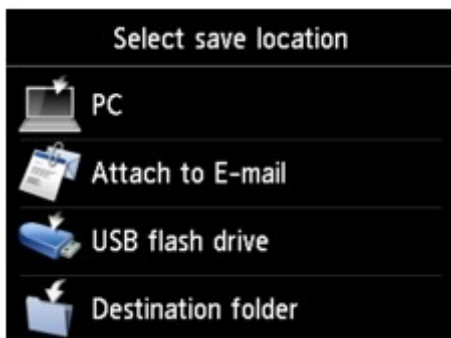 Select save location
PC
Attach to E-mail
USB flash drive
Destination folder